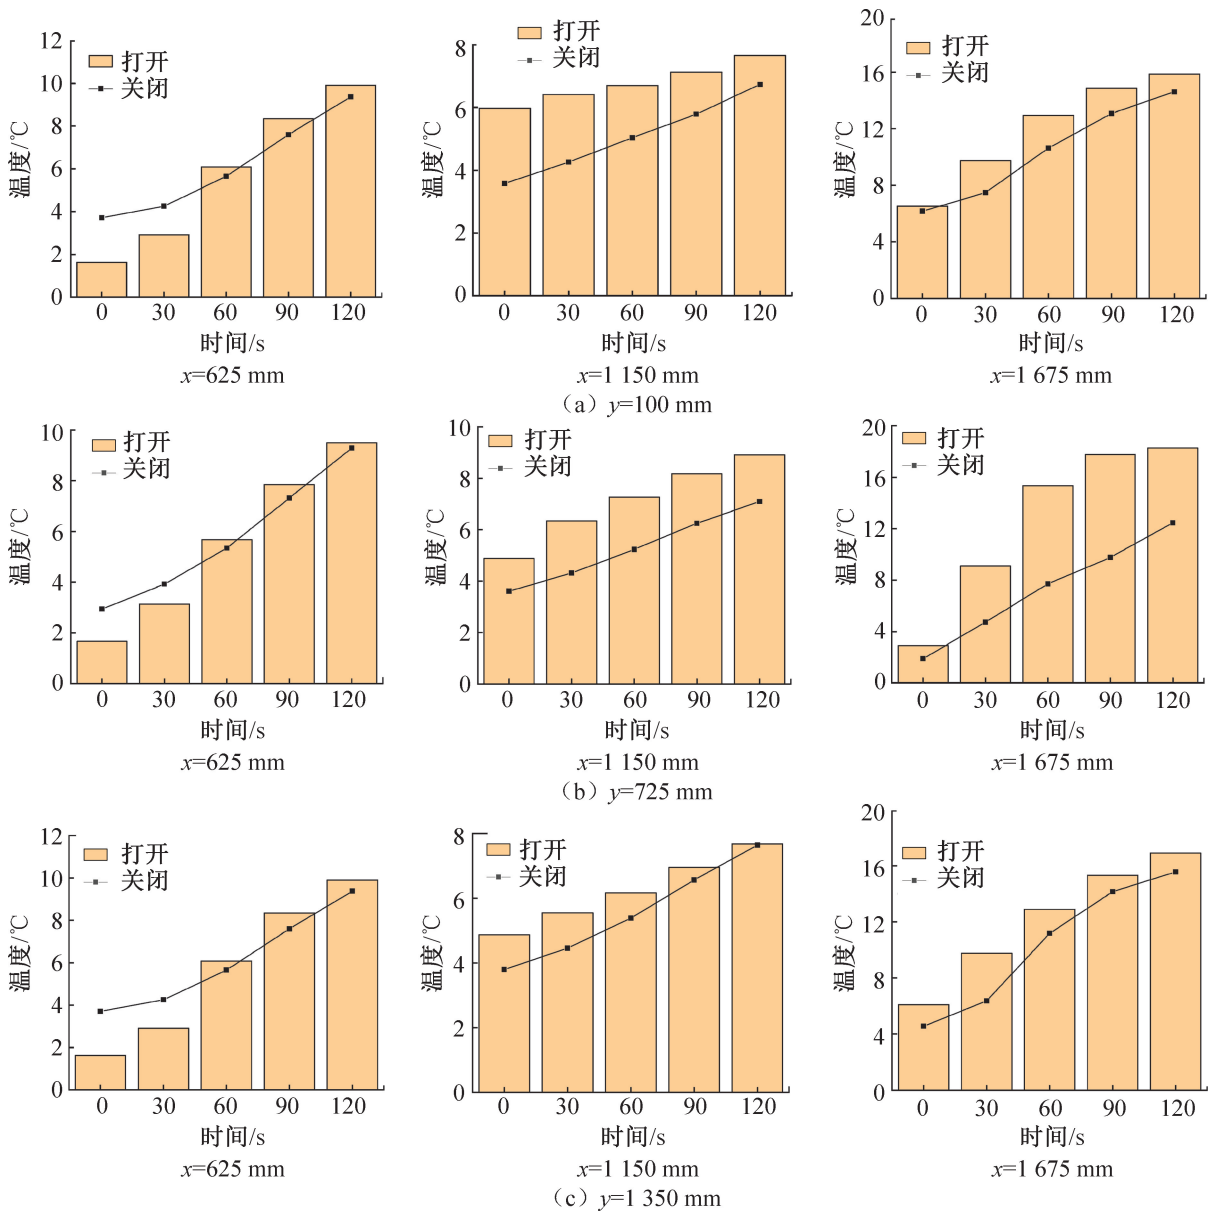 12
10
8
6
4
2
0
温度/℃
打开
关闭
0 30 60 90 120
时间/s
x=625 mm
8
6
4
2
0
温度/℃
打开
关闭
0 30 60 90 120
时间/s
x=1 150 mm
20
16
12
8
4
0
温度/℃
打开
关闭
0 30 60 90 120
时间/s
x=1 675 mm
（a）y=100 mm
10
8
6
4
2
0
温度/℃
打开
关闭
0 30 60 90 120
时间/s
x=625 mm
10
8
6
4
2
0
温度/℃
打开
关闭
0 30 60 90 120
时间/s
x=1 150 mm
20
16
12
8
4
0
温度/℃
打开
关闭
0 30 60 90 120
时间/s
x=1 675 mm
（b）y=725 mm
12
10
8
6
4
2
0
温度/℃
打开
关闭
0 30 60 90 120
时间/s
x=625 mm
8
6
4
2
0
温度/℃
打开
关闭
0 30 60 90 120
时间/s
x=1 150 mm
20
16
12
8
4
0
温度/℃
打开
关闭
0 30 60 90 120
时间/s
x=1 675 mm
（c）y=1 350 mm